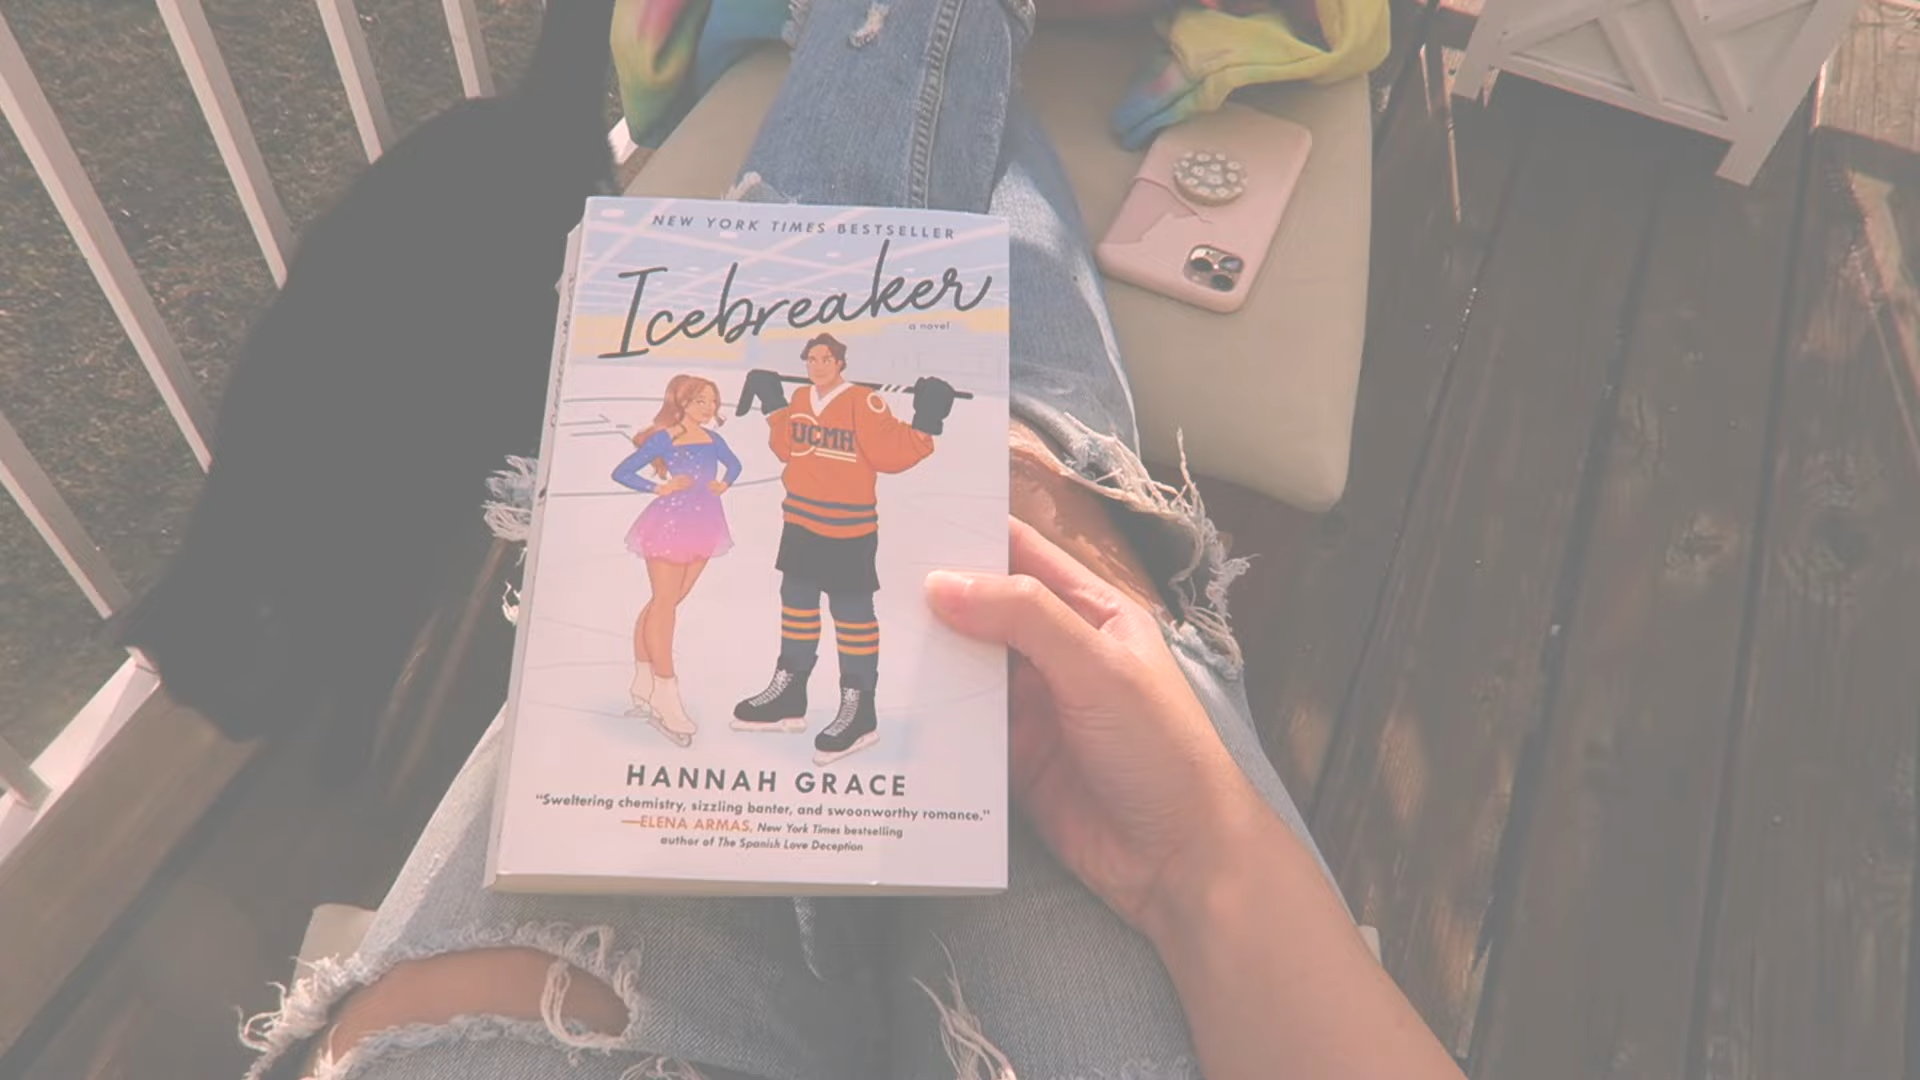 NEW YORK TIMES BESTSELLER
Icebreaker
a novel
UCMH
HANNAH GRACE
"Sweltering chemistry, sizzling banter, and swoonworthy romance."
—ELENA ARMAS, New York Times bestselling
author of The Spanish Love Deception